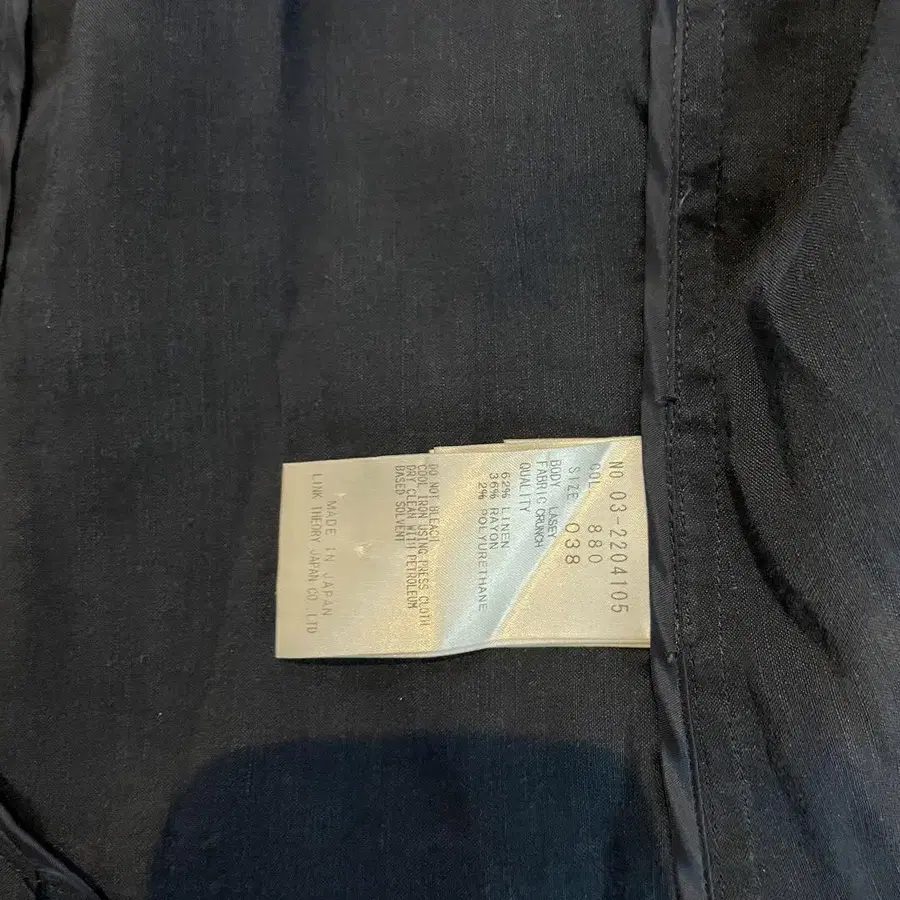 NO 03-2204105
COL 880
SIZE 038
BODY LASEY
FABRIC CRUNCH
QUALITY
62% LINEN
36% RAYON
2% POLYURETHANE
DO NOT BLEACH
COOL IRON USING PRESS CLOTH
DRY CLEAN WITH PETROLEUM
BASED SOLVENT
MADE IN JAPAN
LINK THEORY JAPAN CO. LTD